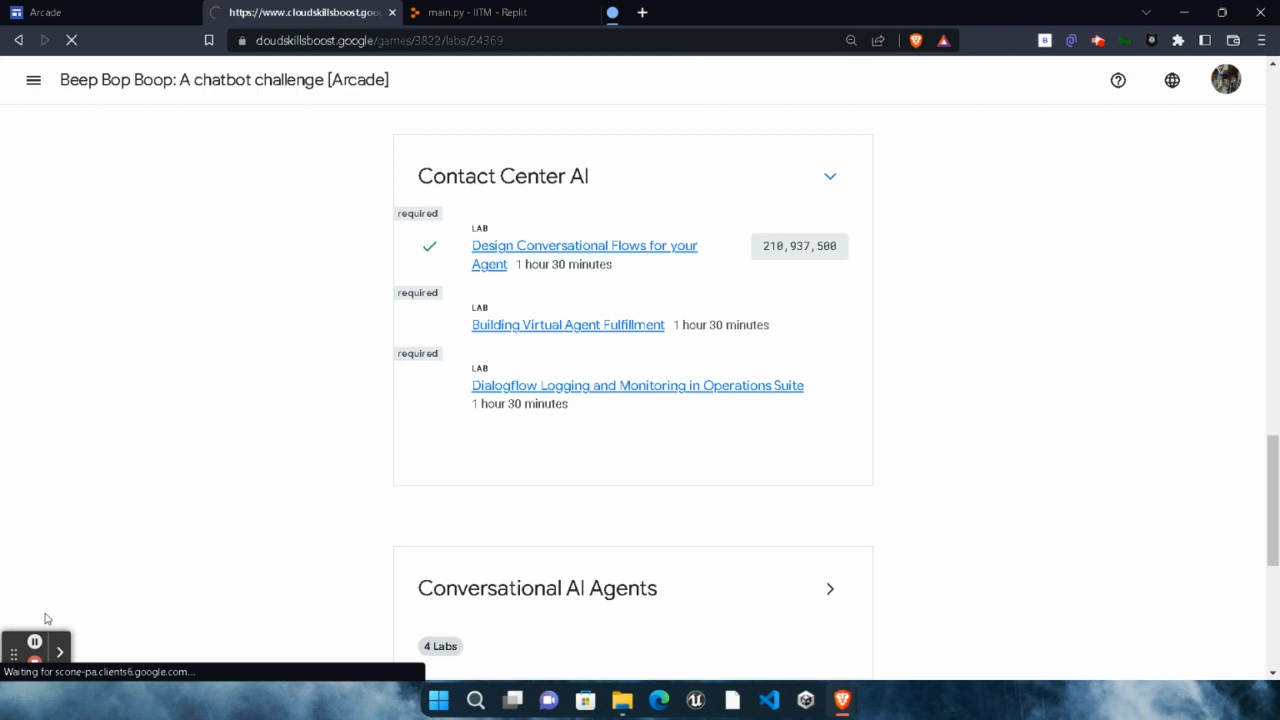 Arcade
https://www.cloudskillsboost.goo
main.py - IITM - Replit
cloudskillsboost.google/games/3822/labs/24369
Beep Bop Boop: A chatbot challenge [Arcade]
Contact Center AI
required
LAB
Design Conversational Flows for your
Agent 1 hour 30 minutes
210,937,500
required
LAB
Building Virtual Agent Fulfillment 1 hour 30 minutes
required
LAB
Dialogflow Logging and Monitoring in Operations Suite
1 hour 30 minutes
Conversational AI Agents
4 Labs
Waiting for scone-pa.clients6.google.com...